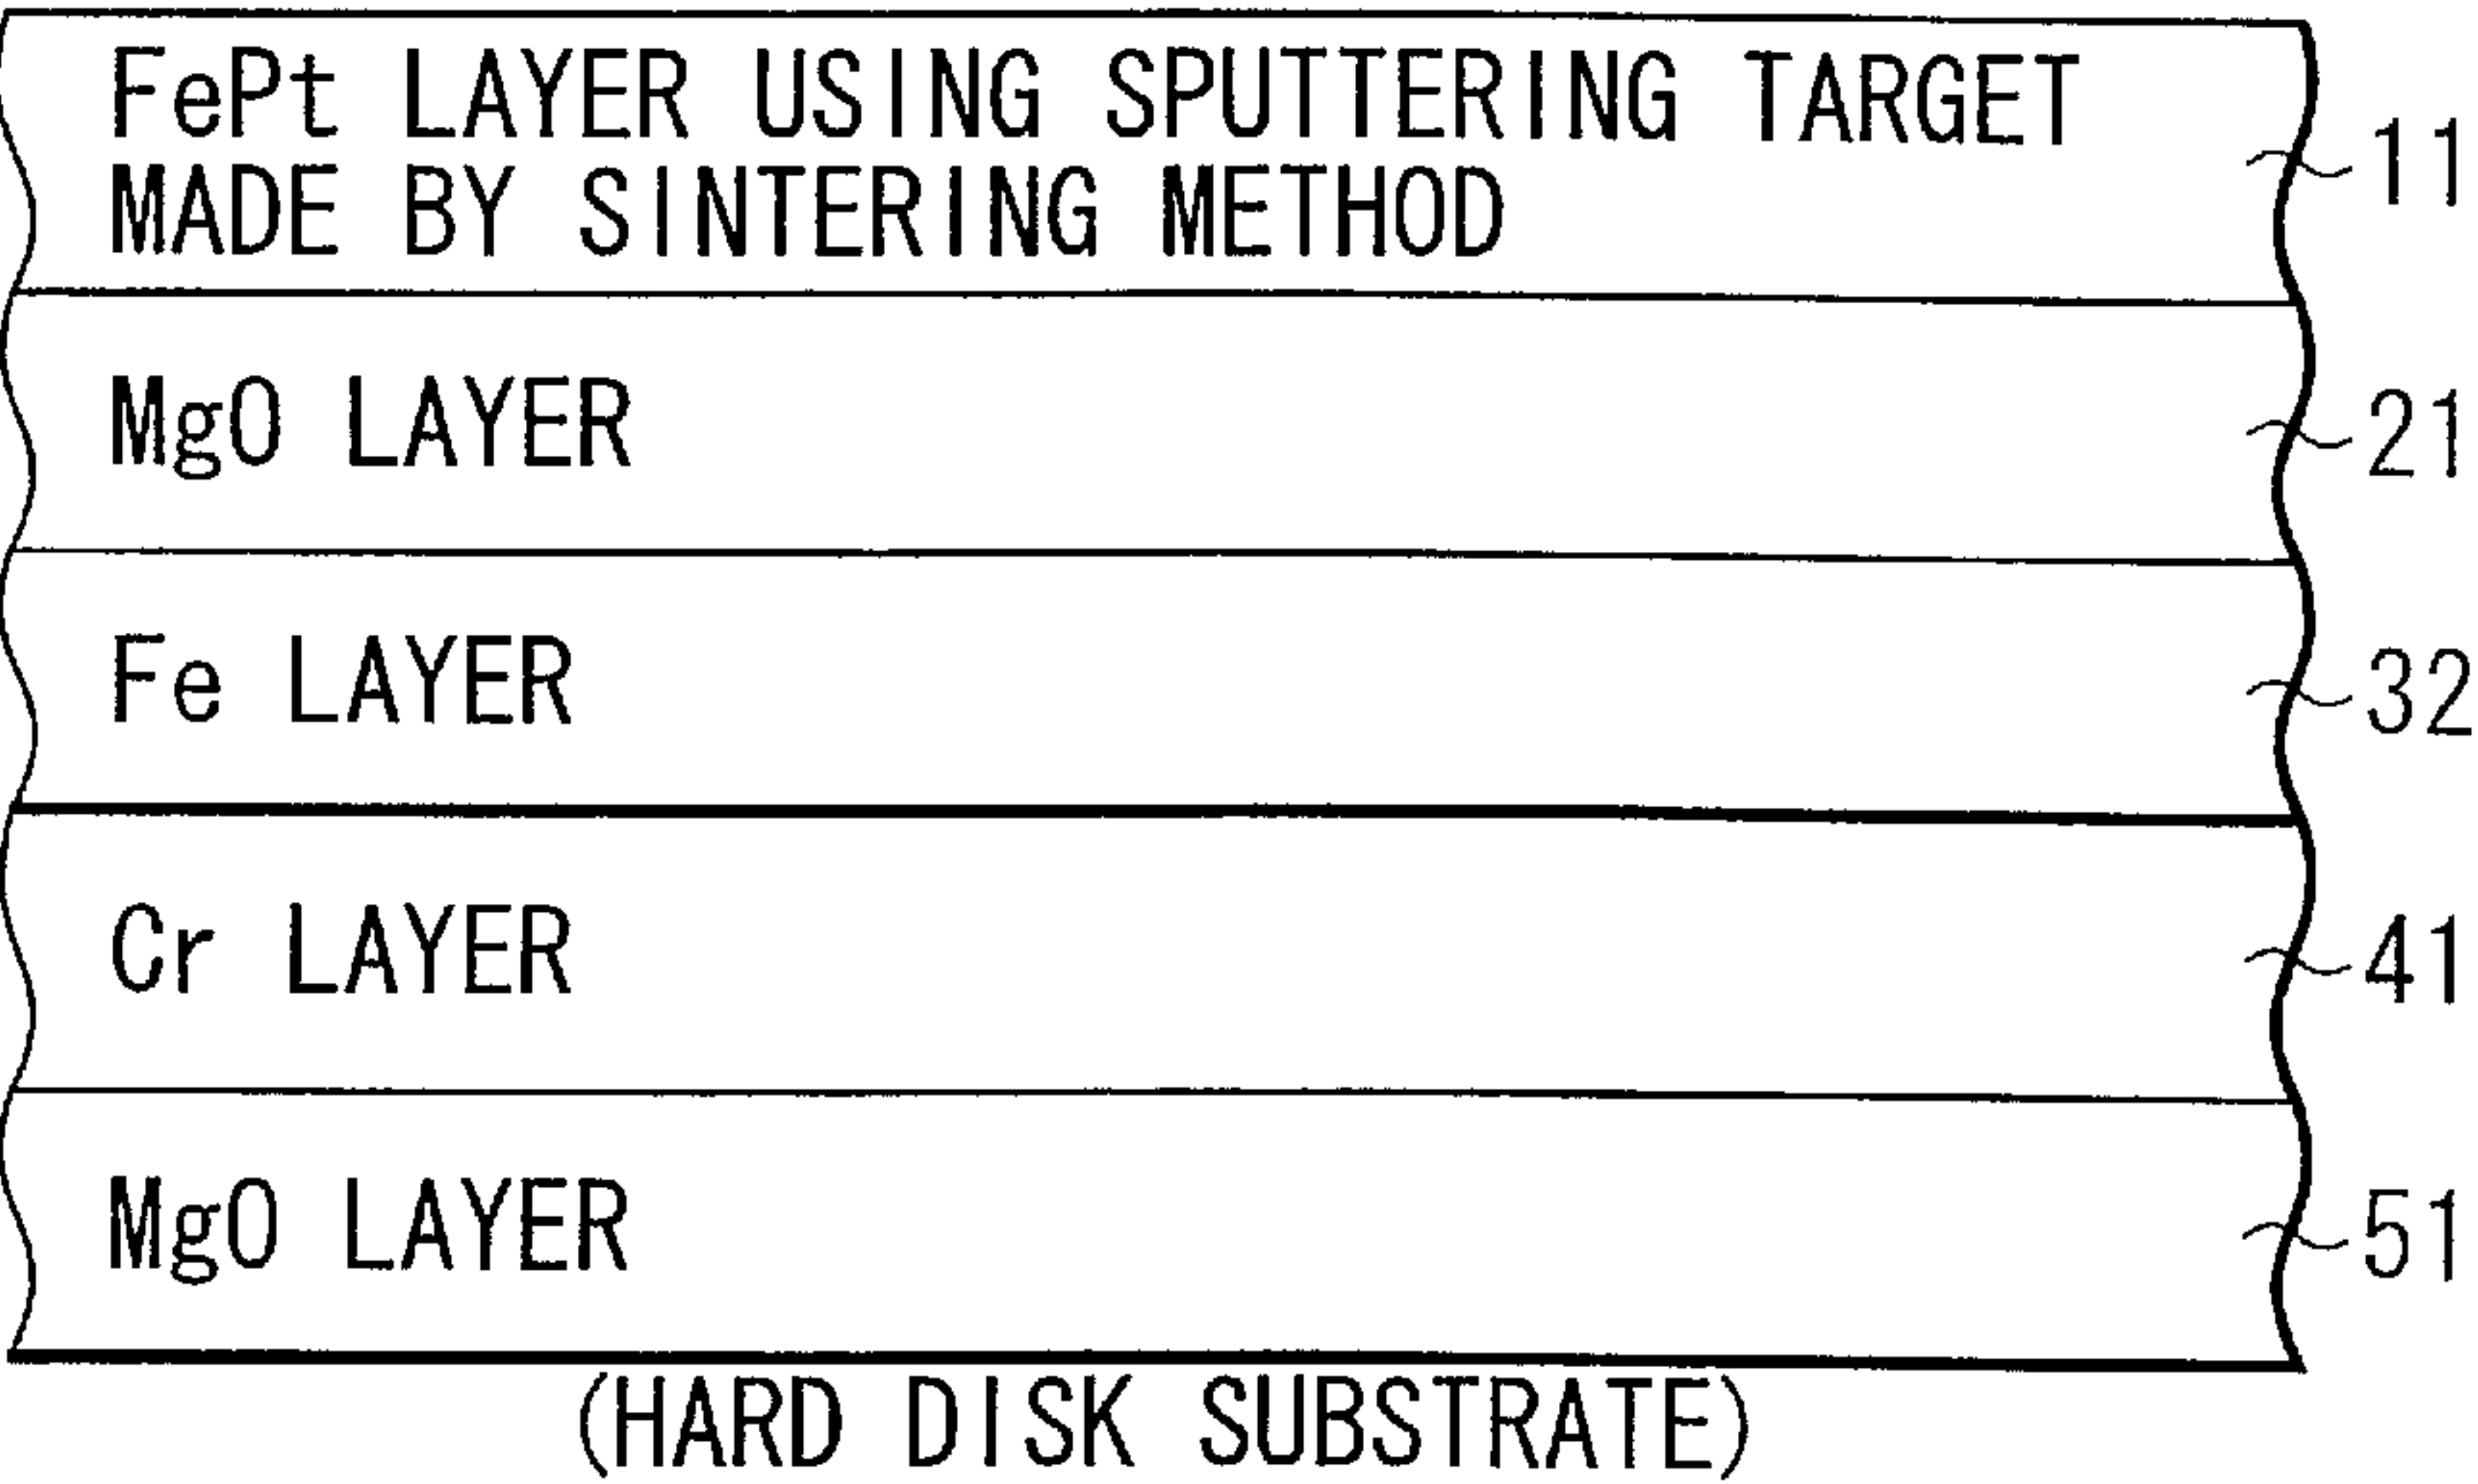 FePt LAYER USING SPUTTERING TARGET
MADE BY SINTERING METHOD
11
MgO LAYER
21
Fe LAYER
32
Cr LAYER
41
MgO LAYER
51
(HARD DISK SUBSTRATE)